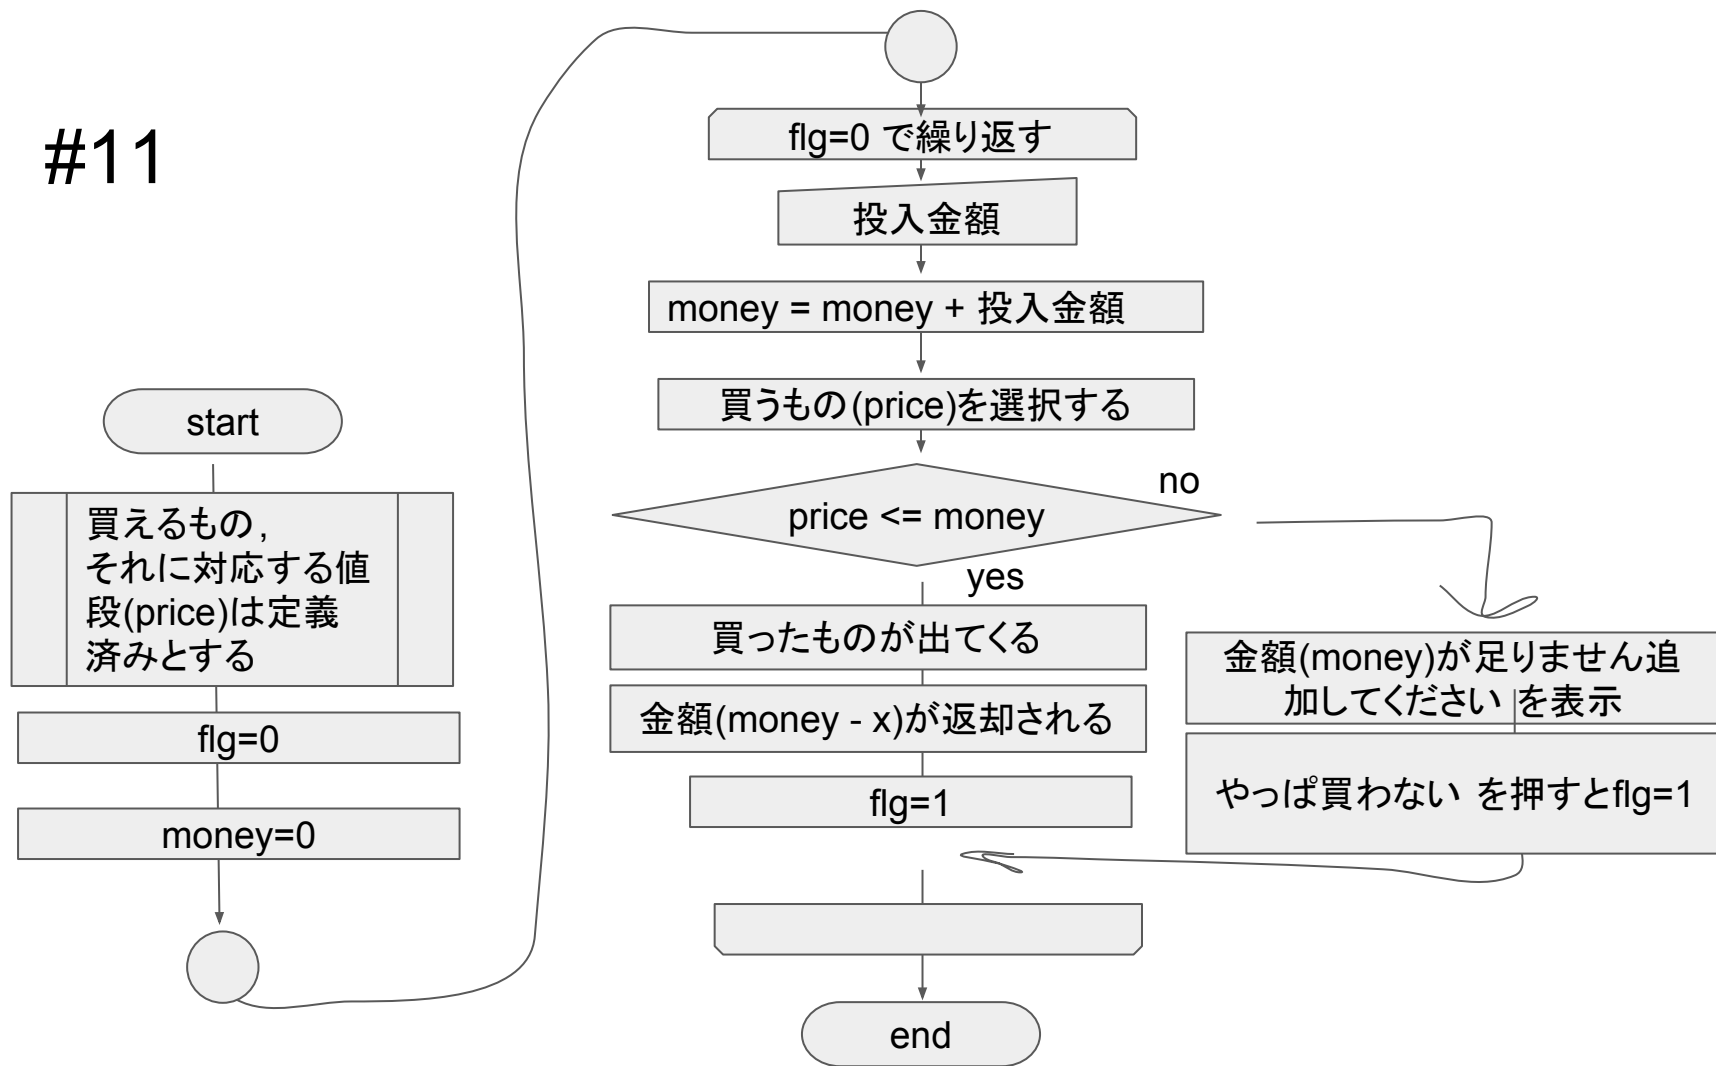 #11
start
買えるもの,
それに対応する値
段(price)は定義
済みとする
flg=0
money=0
flg=0 で繰り返す
投入金額
money = money + 投入金額
買うもの(price)を選択する
price <= money
no
yes
買ったものが出てくる
金額(money - x)が返却される
flg=1
金額(money)が足りません追
加してください を表示
やっぱ買わない を押すとflg=1
end